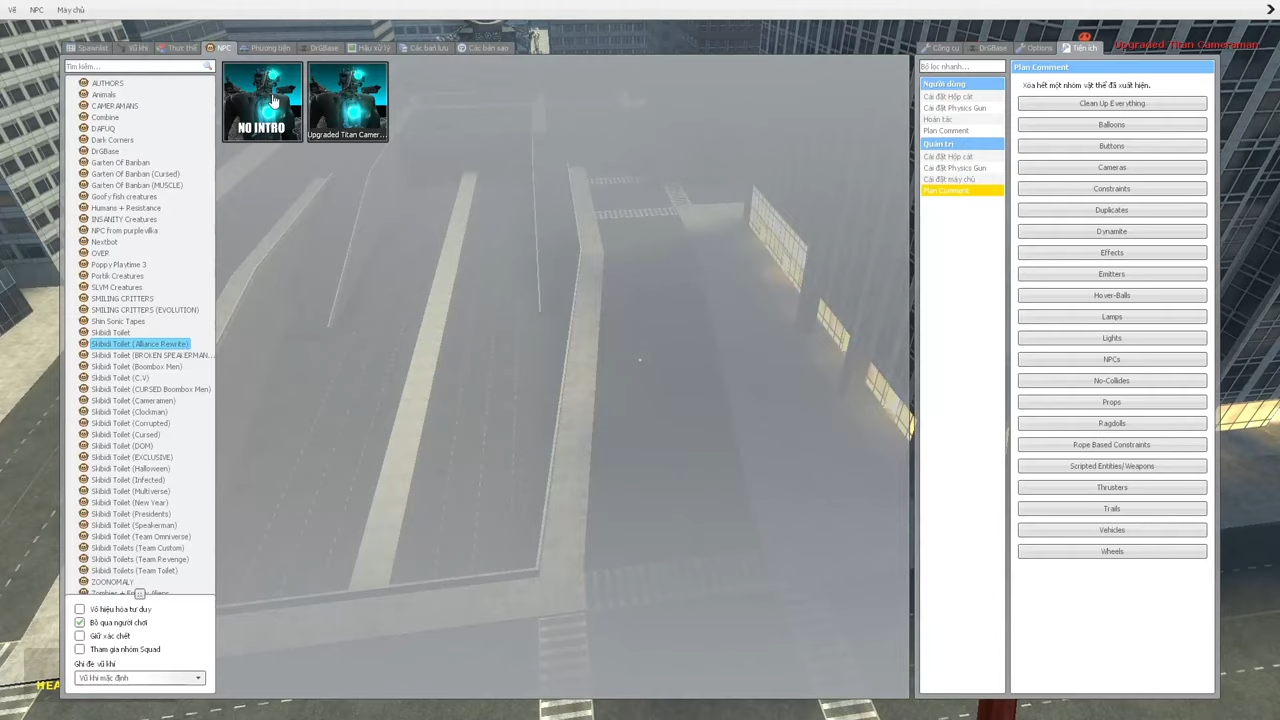 Vẽ NPC Máy chủ
Spawnlist Vũ khí Thực thể NPC Phương tiện DrGBase Hậu xử lý Các bản lưu Các bản sao
Công cụ DrGBase Options Tiện ích
Upgraded Titan Cameraman
Tìm kiếm...
AUTHORS
Animals
CAMERAMANS
Combine
DAFUQ
Dark Corners
DrGBase
Garten Of Banban
Garten Of Banban (Cursed)
Garten Of Banban (MUSCLE)
Goofy fish creatures
Humans + Resistance
INSANITY Creatures
NPC from purplevilka
Nextbot
OVER
Poppy Playtime 3
Portik Creatures
SLVM Creatures
SMILING CRITTERS
SMILING CRITTERS (EVOLUTION)
Shin Sonic Tapes
Skibidi Toilet
Skibidi Toilet (Alliance Rewrite)
Skibidi Toilet (BROKEN SPEAKERMAN...
Skibidi Toilet (Boombox Men)
Skibidi Toilet (C.V)
Skibidi Toilet (CURSED Boombox Men)
Skibidi Toilet (Cameramen)
Skibidi Toilet (Clockman)
Skibidi Toilet (Corrupted)
Skibidi Toilet (Cursed)
Skibidi Toilet (DOM)
Skibidi Toilet (EXCLUSIVE)
Skibidi Toilet (Halloween)
Skibidi Toilet (Infected)
Skibidi Toilet (Multiverse)
Skibidi Toilet (New Year)
Skibidi Toilet (Presidents)
Skibidi Toilet (Speakerman)
Skibidi Toilet (Team Omniverse)
Skibidi Toilets (Team Custom)
Skibidi Toilets (Team Revenge)
Skibidi Toilets (Team Toilet)
ZOONOMALY
Zombies + Aliens
Vô hiệu hóa tư duy
Bỏ qua người chơi
Giữ xác chết
Tham gia nhóm Squad
Ghi đè vũ khí
Vũ khí mặc định
NO INTRO
Upgraded Titan Camer...
Bộ lọc nhanh...
Người dùng
Cài đặt Hộp cát
Cài đặt Physics Gun
Hoàn tác
Plan Comment
Quản trị
Cài đặt Hộp cát
Cài đặt Physics Gun
Cài đặt máy chủ
Plan Comment
Plan Comment
Xóa hết một nhóm vật thể đã xuất hiện.
Clean Up Everything
Balloons
Buttons
Cameras
Constraints
Duplicates
Dynamite
Effects
Emitters
Hover-Balls
Lamps
Lights
NPCs
No-Collides
Props
Ragdolls
Rope Based Constraints
Scripted Entities/Weapons
Thrusters
Trails
Vehicles
Wheels